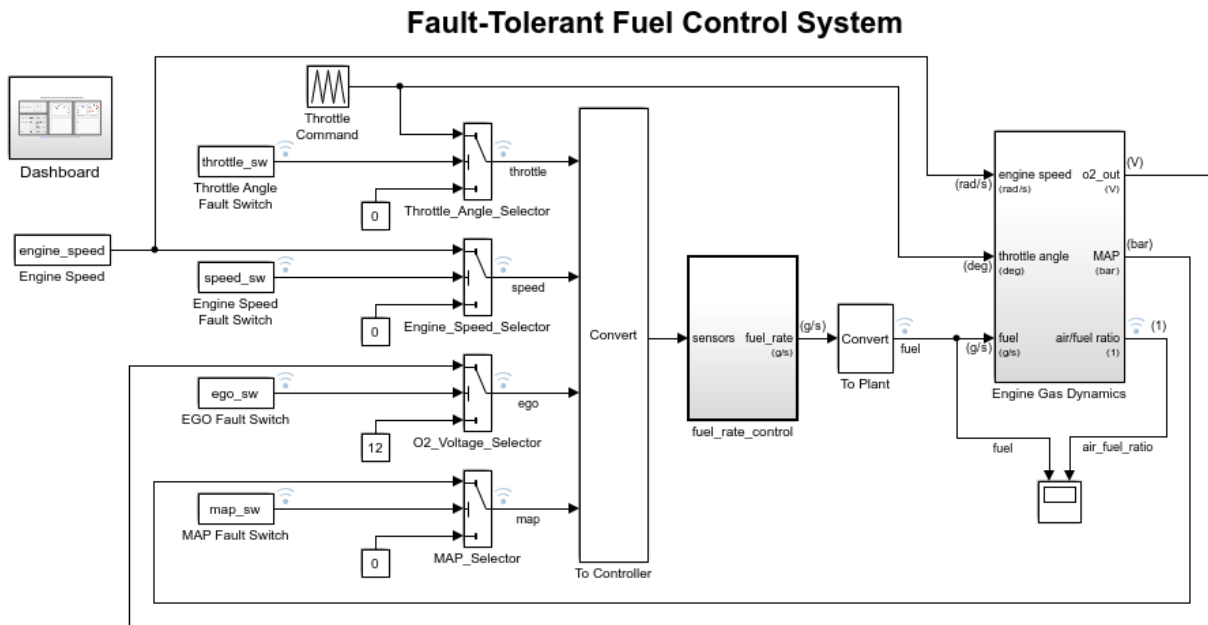 Fault-Tolerant Fuel Control System
Dashboard
Throttle
Command
throttle_sw
Throttle Angle
Fault Switch
0
throttle
Throttle_Angle_Selector
engine_speed
Engine Speed
speed_sw
Engine Speed
Fault Switch
0
speed
Engine_Speed_Selector
ego_sw
EGO Fault Switch
12
ego
O2_Voltage_Selector
map_sw
MAP Fault Switch
0
map
MAP_Selector
Convert
To Controller
sensors
fuel_rate
(g/s)
fuel_rate_control
(g/s)
Convert
To Plant
fuel
(rad/s)
(deg)
(g/s)
engine speed
(rad/s)
throttle angle
(deg)
fuel
(g/s)
o2_out
(V)
MAP
(bar)
air/fuel ratio
(1)
Engine Gas Dynamics
(V)
(bar)
(1)
fuel
air_fuel_ratio